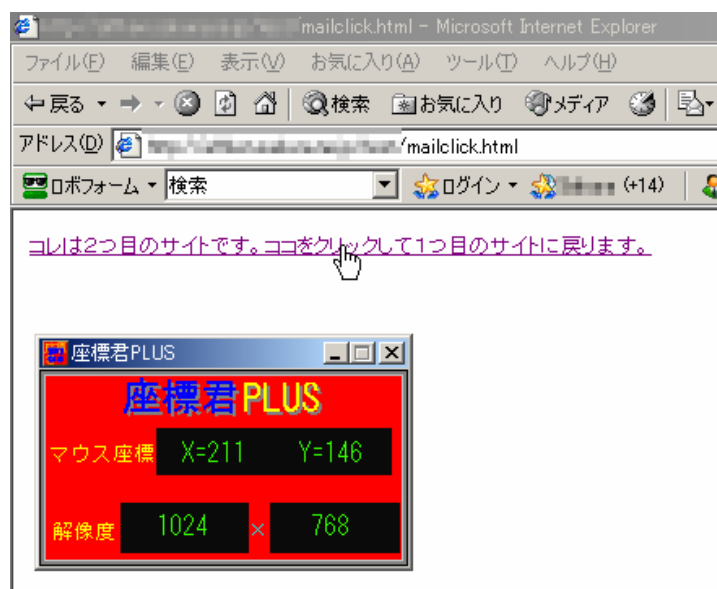 mailclick.html - Microsoft Internet Explorer
ファイル(F) 編集(E) 表示(V) お気に入り(A) ツール(T) ヘルプ(H)
戻る 検索 お気に入り メディア
アドレス(D) /mailclick.html
ロボフォーム 検索 ログイン (+14)
コレは2つ目のサイトです。ココをクリックして1つ目のサイトに戻ります。
座標君PLUS
座標君PLUS
マウス座標 X=211 Y=146
解像度 1024 × 768